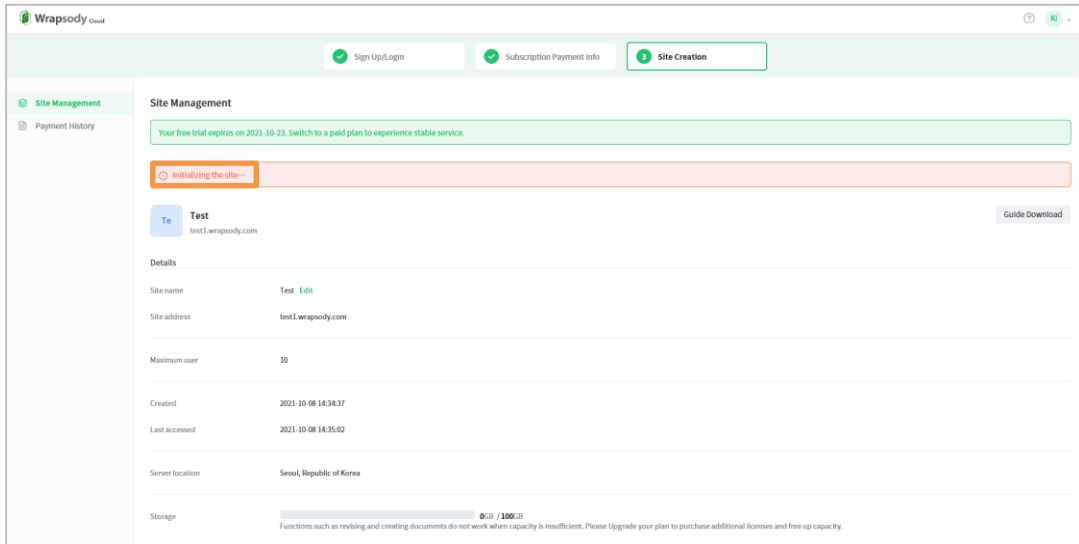 Wrapsody Cloud
Ki
Sign Up/Login
Subscription Payment Info
3 Site Creation
Site Management
Payment History
Site Management
Your free trial expires on 2021-10-23. Switch to a paid plan to experience stable service.
Initializing the site···
Te
Test
test1.wrapsody.com
Guide Download
Details
Site name Test Edit
Site address test1.wrapsody.com
Maximum user 10
Created 2021-10-08 14:34:37
Last accessed 2021-10-08 14:35:02
Server location Seoul, Republic of Korea
Storage 0GB / 100GB
Functions such as revising and creating documents do not work when capacity is insufficient. Please Upgrade your plan to purchase additional licenses and free up capacity.